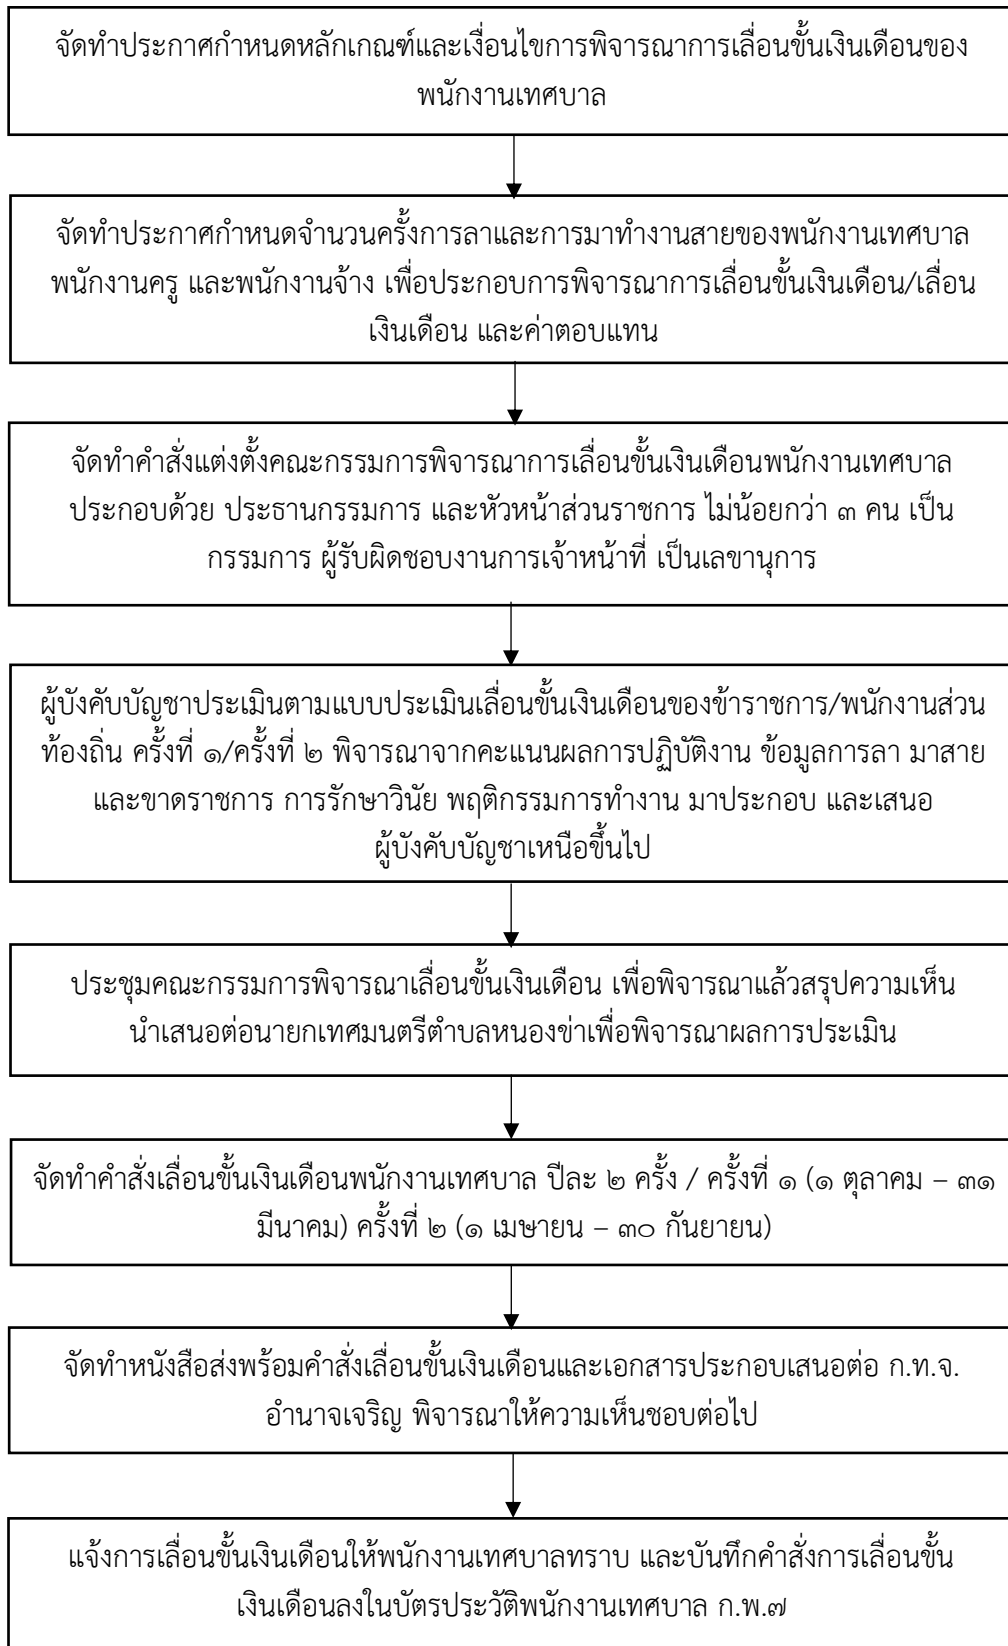 จัดทำประกาศกำหนดหลักเกณฑ์และเงื่อนไขการพิจารณาการเลื่อนขั้นเงินเดือนของ
พนักงานเทศบาล
จัดทำประกาศกำหนดจำนวนครั้งการลาและการมาทำงานสายของพนักงานเทศบาล
พนักงานครู และพนักงานจ้าง เพื่อประกอบการพิจารณาการเลื่อนขั้นเงินเดือน/เลื่อน
เงินเดือน และค่าตอบแทน
จัดทำคำสั่งแต่งตั้งคณะกรรมการพิจารณาการเลื่อนขั้นเงินเดือนพนักงานเทศบาล
ประกอบด้วย ประธานกรรมการ และหัวหน้าส่วนราชการ ไม่น้อยกว่า ๓ คน เป็น
กรรมการ ผู้รับผิดชอบงานการเจ้าหน้าที่ เป็นเลขานุการ
ผู้บังคับบัญชาประเมินตามแบบประเมินเลื่อนขั้นเงินเดือนของข้าราชการ/พนักงานส่วน
ท้องถิ่น ครั้งที่ ๑/ครั้งที่ ๒ พิจารณาจากคะแนนผลการปฏิบัติงาน ข้อมูลการลา มาสาย
และขาดราชการ การรักษาวินัย พฤติกรรมการทำงาน มาประกอบ และเสนอ
ผู้บังคับบัญชาเหนือขึ้นไป
ประชุมคณะกรรมการพิจารณาเลื่อนขั้นเงินเดือน เพื่อพิจารณาแล้วสรุปความเห็น
นำเสนอต่อนายกเทศมนตรีตำบลหนองข่าเพื่อพิจารณาผลการประเมิน
จัดทำคำสั่งเลื่อนขั้นเงินเดือนพนักงานเทศบาล ปีละ ๒ ครั้ง / ครั้งที่ ๑ (๑ ตุลาคม – ๓๑
มีนาคม) ครั้งที่ ๒ (๑ เมษายน – ๓๐ กันยายน)
จัดทำหนังสือส่งพร้อมคำสั่งเลื่อนขั้นเงินเดือนและเอกสารประกอบเสนอต่อ ก.ท.จ.
อำนาจเจริญ พิจารณาให้ความเห็นชอบต่อไป
แจ้งการเลื่อนขั้นเงินเดือนให้พนักงานเทศบาลทราบ และบันทึกคำสั่งการเลื่อนขั้น
เงินเดือนลงในบัตรประวัติพนักงานเทศบาล ก.พ.๗